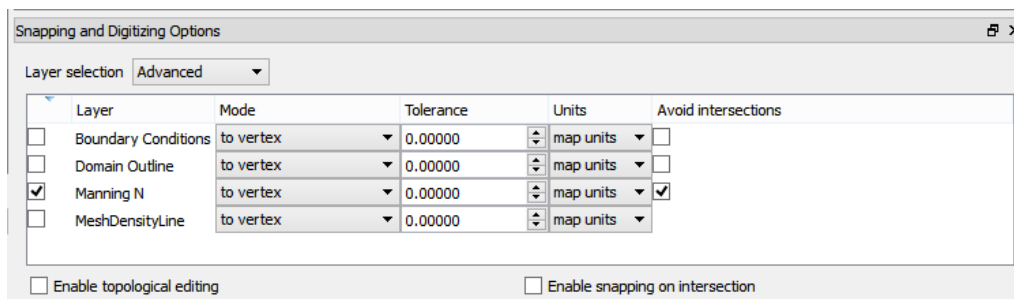 Snapping and Digitizing Options
Layer selection Advanced
Layer Mode Tolerance Units Avoid intersections
Boundary Conditions to vertex 0.00000 map units
Domain Outline to vertex 0.00000 map units
Manning N to vertex 0.00000 map units
MeshDensityLine to vertex 0.00000 map units
Enable topological editing Enable snapping on intersection